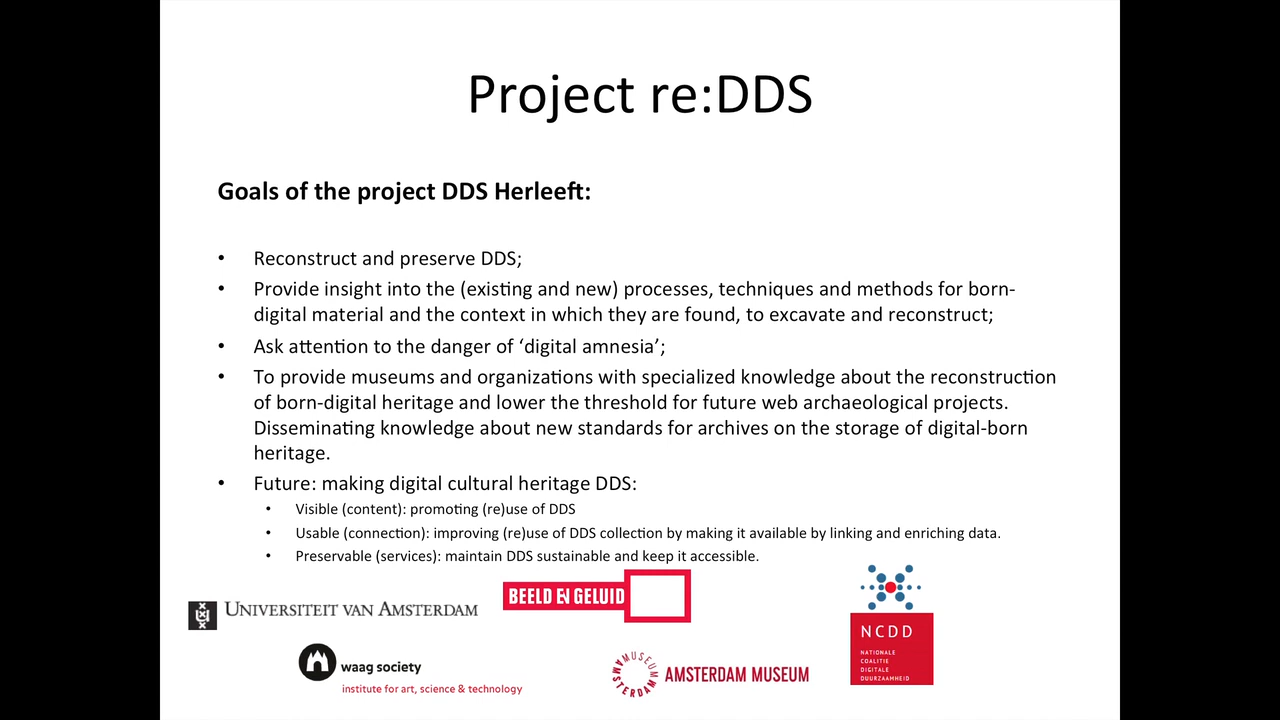 Project re:DDS
Goals of the project DDS Herleeft:
• Reconstruct and preserve DDS;
• Provide insight into the (existing and new) processes, techniques and methods for born-
digital material and the context in which they are found, to excavate and reconstruct;
• Ask attention to the danger of ‘digital amnesia’;
• To provide museums and organizations with specialized knowledge about the reconstruction
of born-digital heritage and lower the threshold for future web archaeological projects.
Disseminating knowledge about new standards for archives on the storage of digital-born
heritage.
• Future: making digital cultural heritage DDS:
• Visible (content): promoting (re)use of DDS
• Usable (connection): improving (re)use of DDS collection by making it available by linking and enriching data.
• Preservable (services): maintain DDS sustainable and keep it accessible.
UNIVERSITEIT VAN AMSTERDAM
BEELD EN GELUID
NCDD
NATIONALE
COALITIE
DIGITALE
DUURZAAMHEID
waag society
institute for art, science & technology
AMSTERDAM MUSEUM
AMSTERDAM MUSEUM